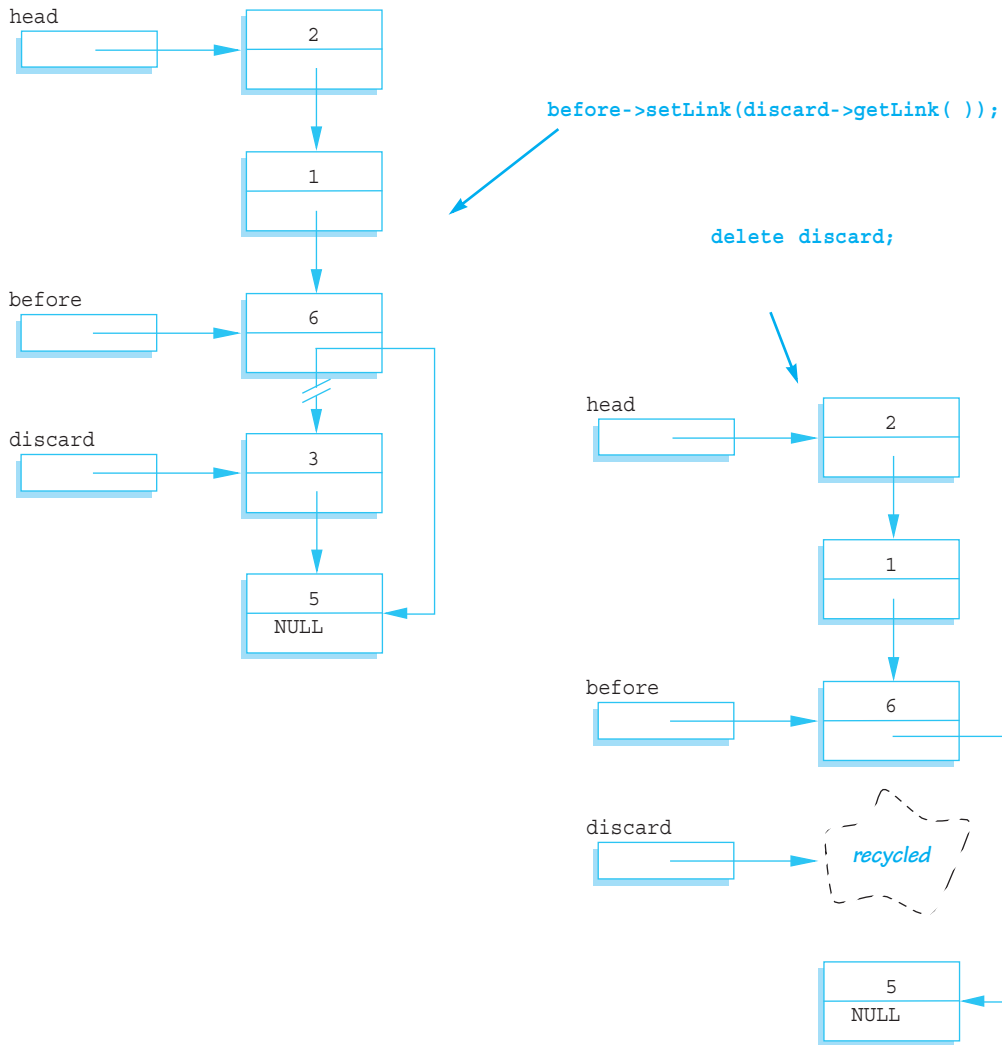 head
2
before->setLink(discard->getLink( ));
1
delete discard;
before
6
discard
3
5
NULL
head
2
1
before
6
discard
recycled
5
NULL